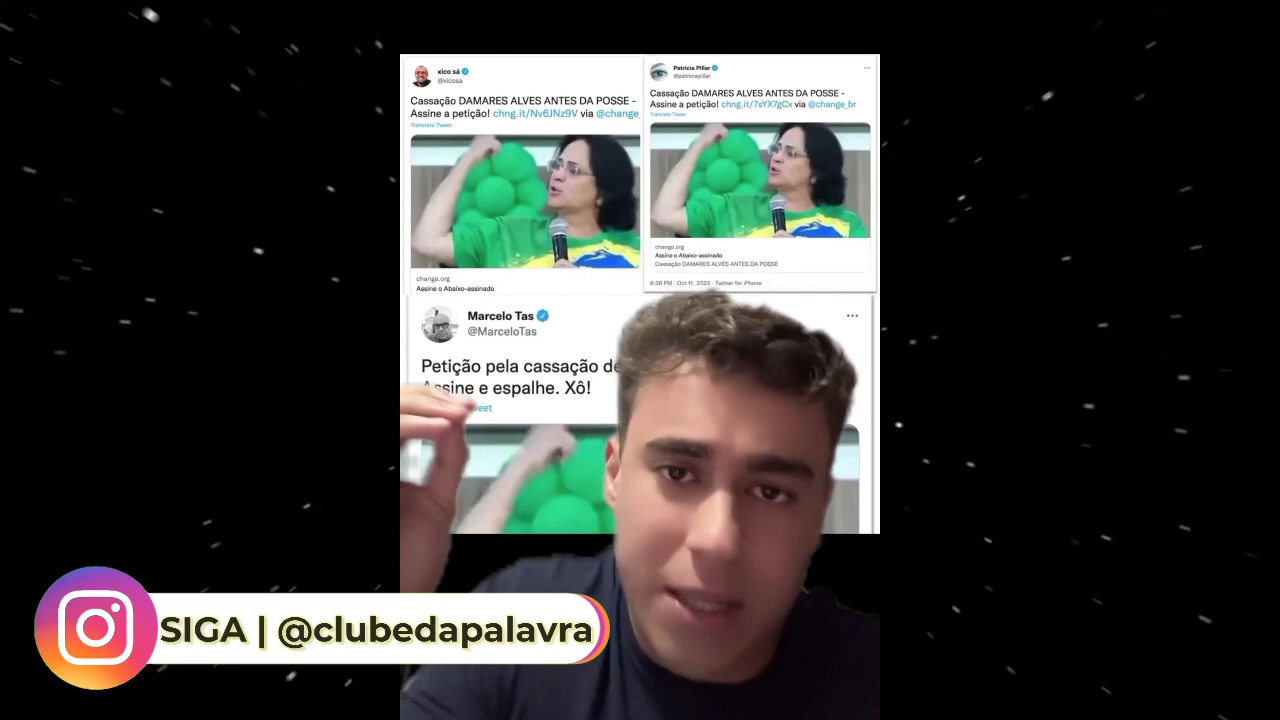 xico sá
@xicosa
Cassação DAMARES ALVES ANTES DA POSSE -
Assine a petição! chng.it/Nv6JNz9V via @change_
Translate Tweet
change.org
Assine o Abaixo-assinado
Patricia Pillar
@patriciapillar
Cassação DAMARES ALVES ANTES DA POSSE -
Assine a petição! chng.it/7sYX7gCx via @change_br
Translate Tweet
change.org
Assine o Abaixo-assinado
Cassação DAMARES ALVES ANTES DA POSSE
6:28 PM · Oct 11, 2022 · Twitter for iPhone
Marcelo Tas
@MarceloTas
Petição pela cassação de
Assine e espalhe. Xô!
SIGA | @clubedapalavra